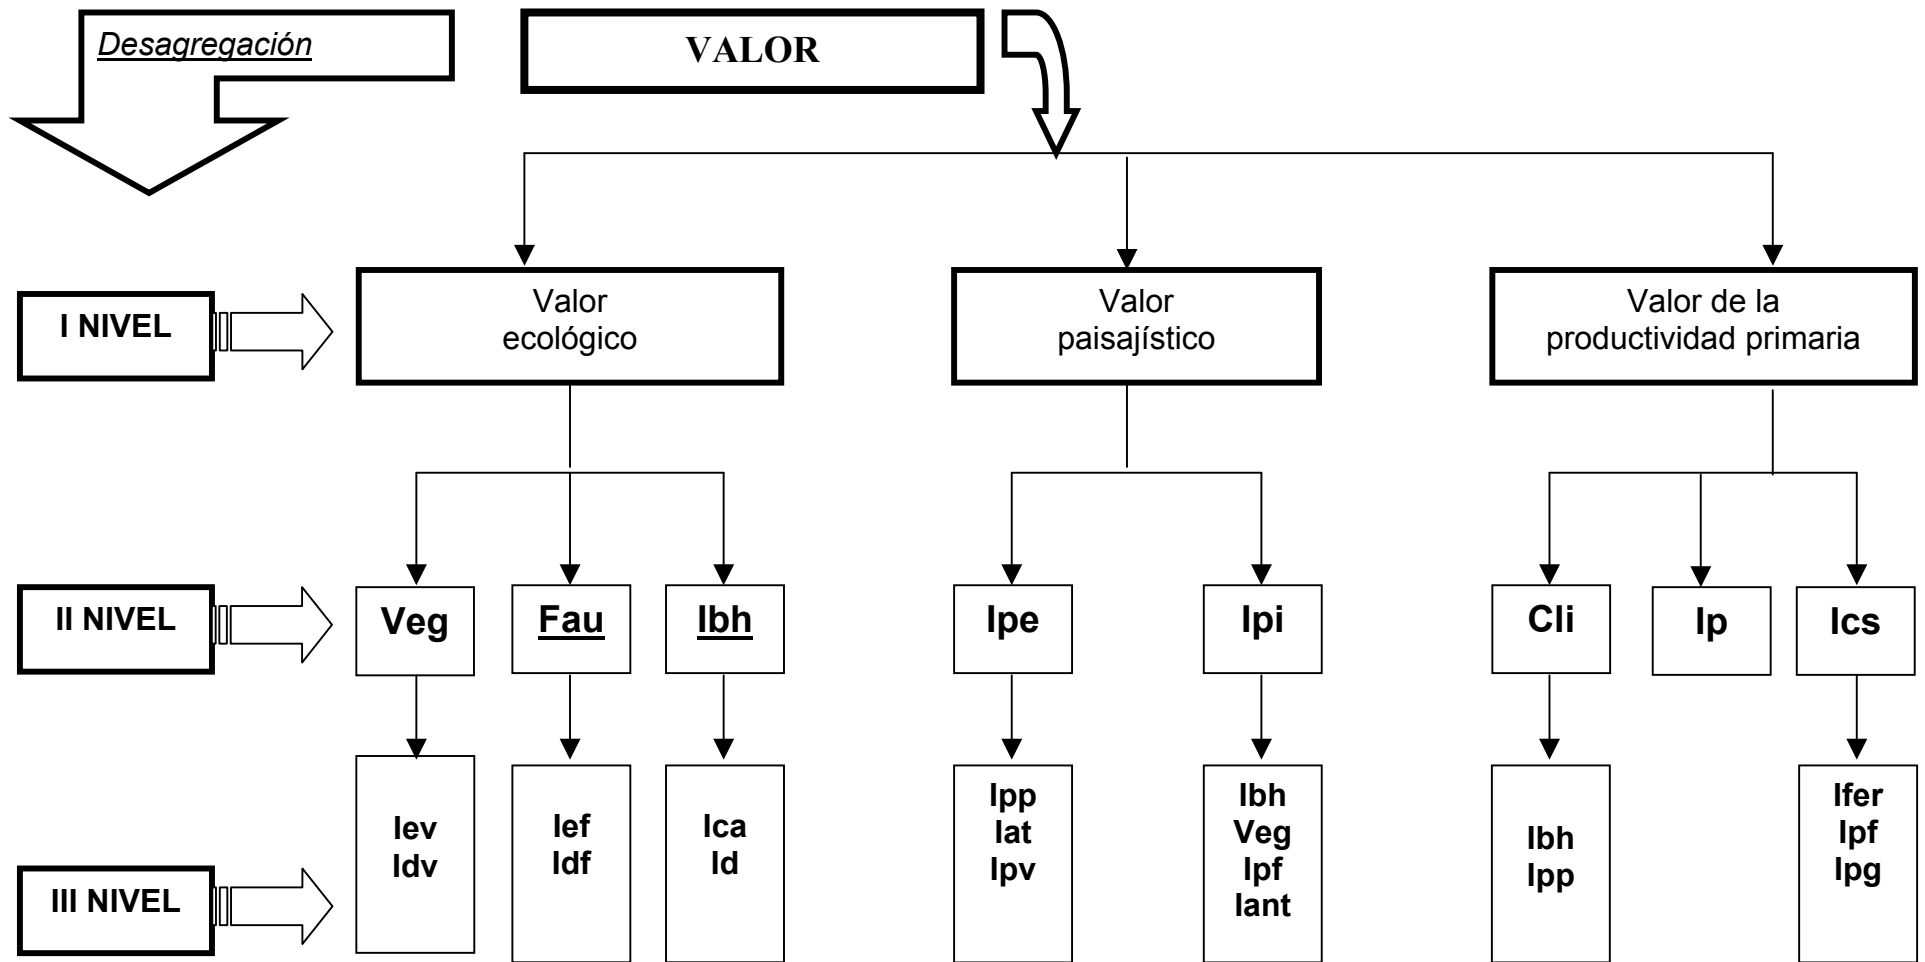 Desagregación
VALOR
I NIVEL
Valor
ecológico
Valor
paisajístico
Valor de la
productividad primaria
II NIVEL
Veg
Fau
Ibh
Ipe
Ipi
Cli
Ip
Ics
III NIVEL
Iev
Idv
Ief
Idf
Ica
Id
Ipp
Iat
Ipv
Ibh
Veg
Ipf
Iant
Ibh
Ipp
Ifer
Ipf
Ipg